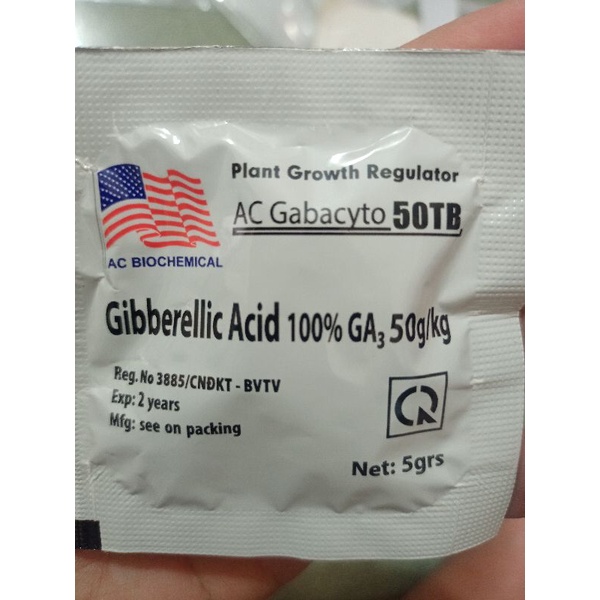 Plant Growth Regulator
AC Gabacyto 50TB
AC BIOCHEMICAL
Gibberellic Acid 100% GA₃ 50g/kg
Reg. No 3885/CNĐKT - BVTV
Exp: 2 years
Mfg: see on packing
Net: 5grs